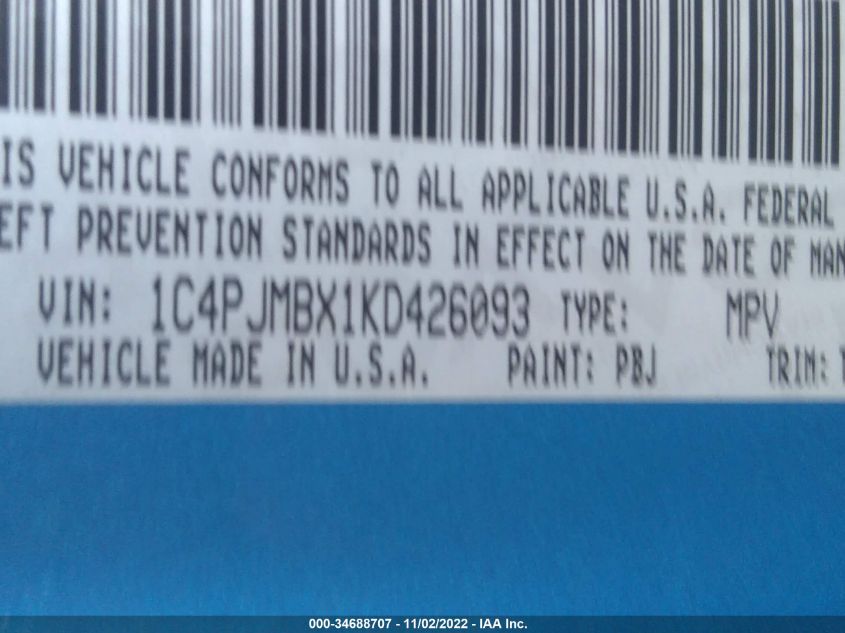 IS VEHICLE CONFORMS TO ALL APPLICABLE U.S.A. FEDERAL
EFT PREVENTION STANDARDS IN EFFECT ON THE DATE OF MAN
VIN: 1C4PJMBX1KD426093 TYPE: MPV
VEHICLE MADE IN U.S.A. PAINT: PBJ TRIM: T
000-34688707 - 11/02/2022 - IAA Inc.